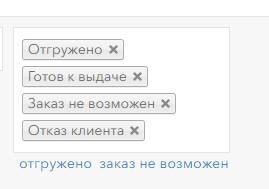 Отгружено ×
Готов к выдаче ×
Заказ не возможен ×
Отказ клиента ×
отгружено заказ не возможен